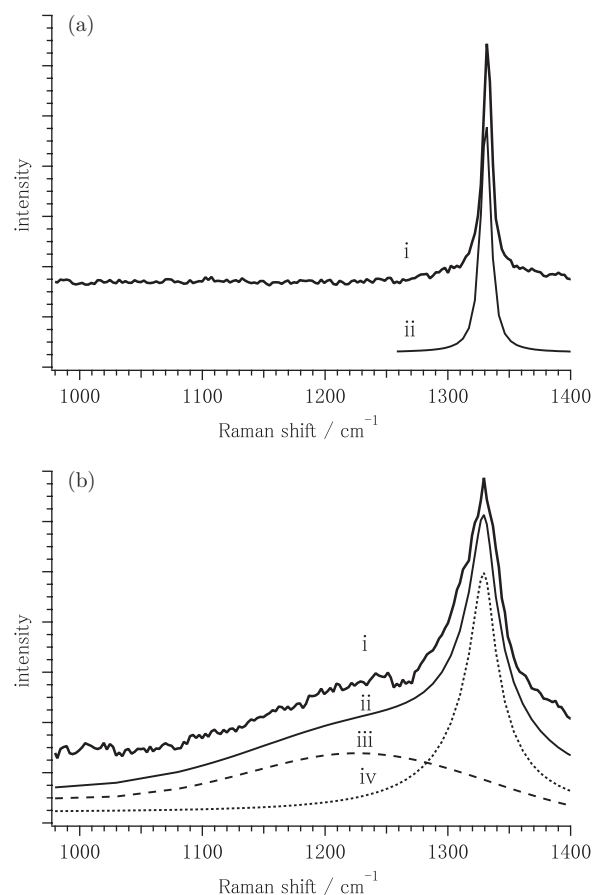 (a)
intensity
i
ii
1000 1100 1200 1300 1400
Raman shift / cm⁻¹
(b)
intensity
i
ii
iii
iv
1000 1100 1200 1300 1400
Raman shift / cm⁻¹